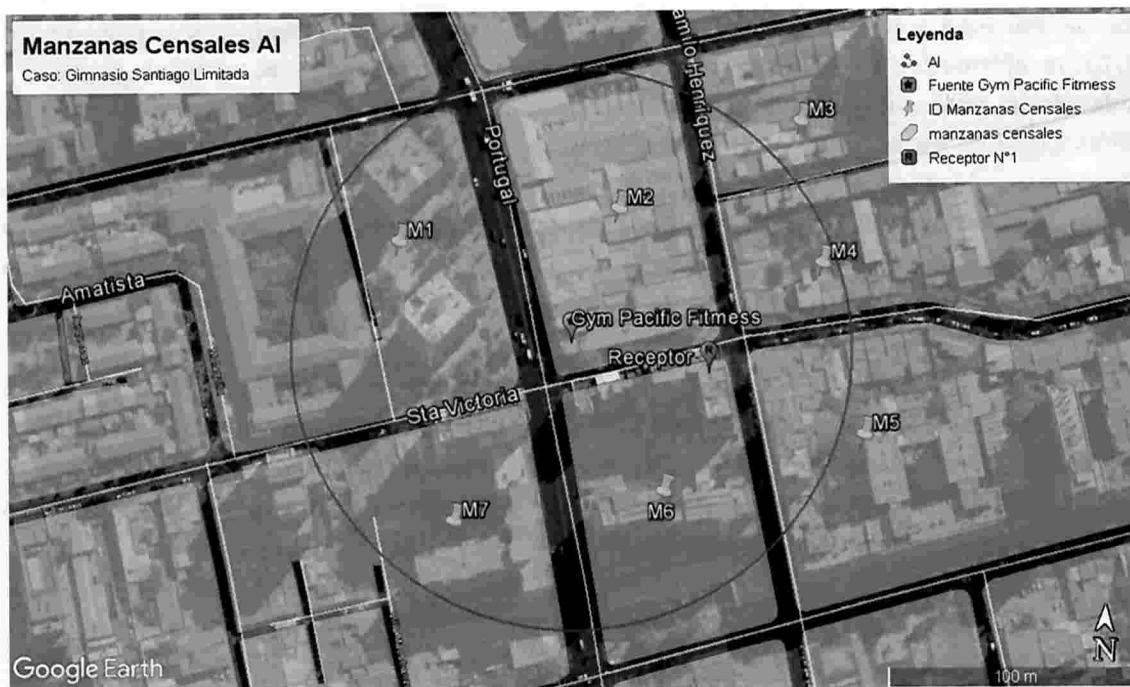 Manzanas Censales AI
Caso: Gimnasio Santiago Limitada
Leyenda
AI
Fuente Gym Pacific Fitmess
ID Manzanas Censales
manzanas censales
R Receptor N°1
amilo Henriquez
Portugal
M3
M2
M1
M4
Amatista
Gym Pacific Fitmess
Receptor R
Sta Victoria
M5
M6
M7
N
Google Earth
100 m